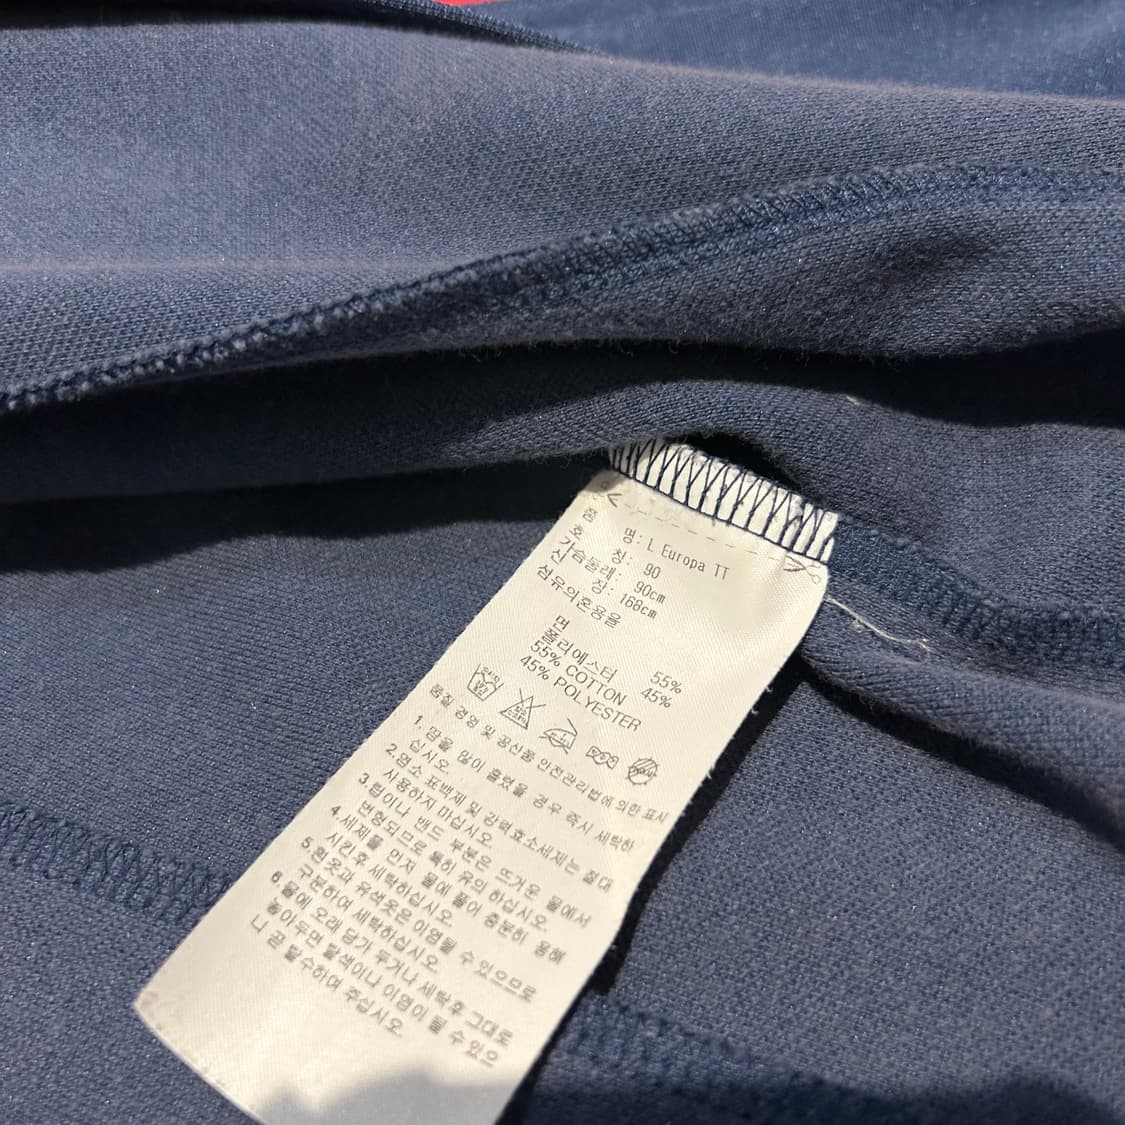 품 명: L Europa TT
호 칭: 90
가슴둘레: 90cm
신 장: 168cm
섬유의혼용율
면 55%
폴리에스터 45%
55% COTTON
45% POLYESTER
품질 경영 및 공산품 안전관리법에 의한 표시
1. 땀을 많이 흘렸을 경우 즉시 세탁하
십시오.
2.염소 표백제 및 강력효소세제는 절대
사용하지 마십시오.
3.립이나 밴드 부분은 뜨거운 물에서
변형되므로 특히 유의 하십시오.
4.세제를 먼저 물에 풀어 충분히 용해
시킨후 세탁하십시오.
5.흰옷과 유색옷은 이염될 수 있으므로
구분하여 세탁하십시오.
6.물에 오래 담가 두거나 세탁후 그대로
놓아두면 탈색이나 이염이 될 수 있으
니 곧 탈수하여 주십시오.